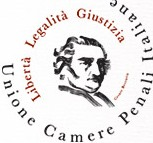 Libertà Legalità Giustizia
Unione Camere Penali Italiane